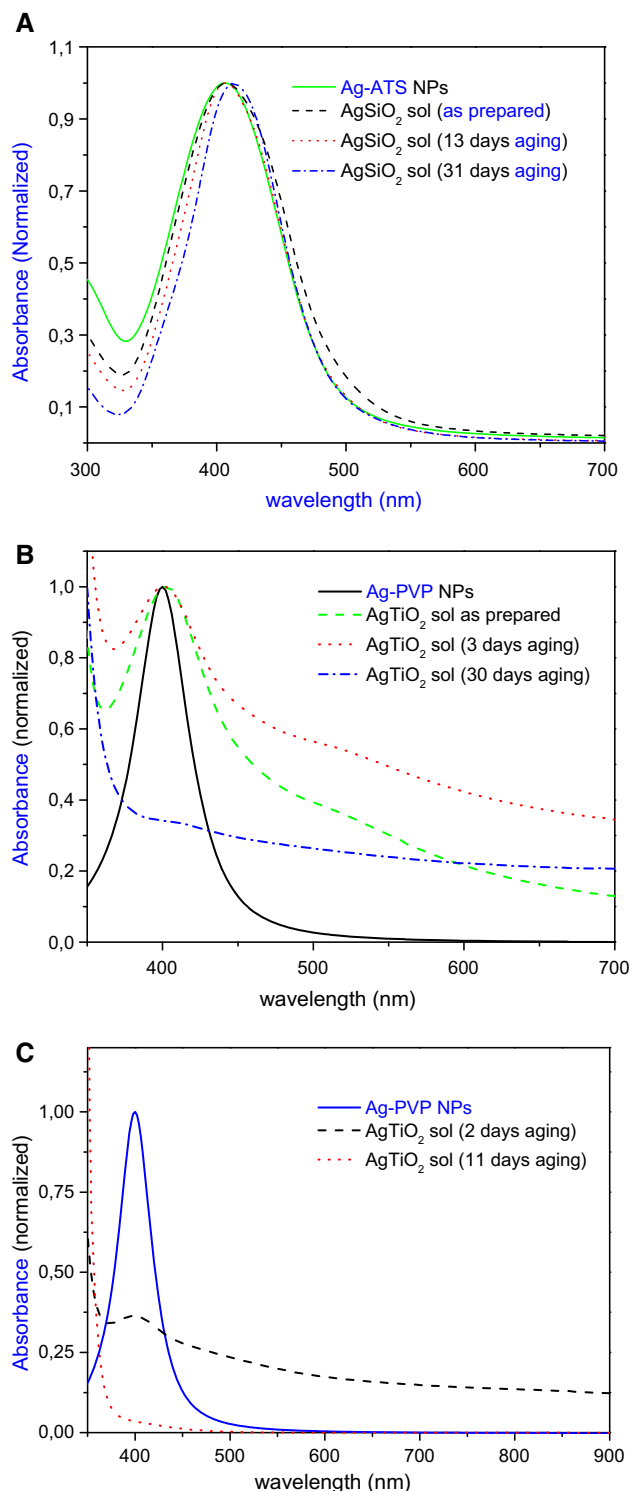 A
1,1
0,9
0,7
0,5
0,3
0,1
Absorbance (Normalized)
Ag-ATS NPs
AgSiO2 sol (as prepared)
AgSiO2 sol (13 days aging)
AgSiO2 sol (31 days aging)
300 400 500 600 700
wavelength (nm)
B
1,0
0,8
0,6
0,4
0,2
0,0
Absorbance (normalized)
Ag-PVP NPs
AgTiO2 sol as prepared
AgTiO2 sol (3 days aging)
AgTiO2 sol (30 days aging)
400 500 600 700
wavelength (nm)
C
1,00
0,75
0,50
0,25
0,00
Absorbance (normalized)
Ag-PVP NPs
AgTiO2 sol (2 days aging)
AgTiO2 sol (11 days aging)
400 500 600 700 800 900
wavelength (nm)